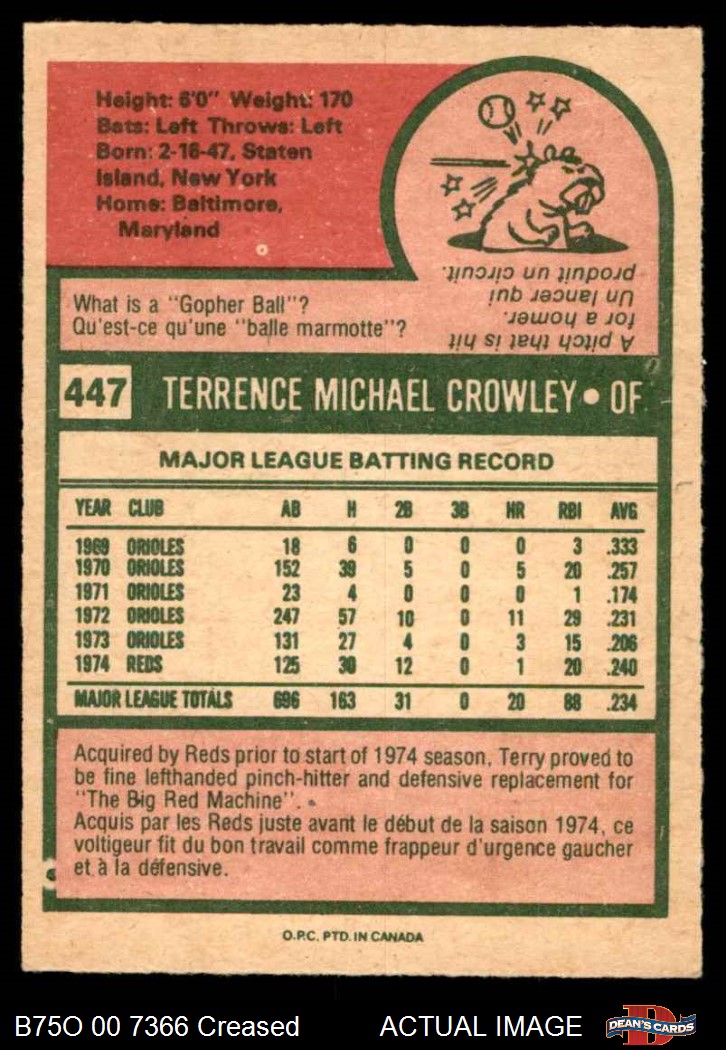 Height: 6'0" Weight: 170
Bats: Left Throws: Left
Born: 2-16-47, Staten
Island, New York
Home: Baltimore,
Maryland
What is a "Gopher Ball"?
Qu'est-ce qu'une "balle marmotte"?
A pitch that is hit
for a homer.
Un lancer qui
produit un circuit.
447 TERRENCE MICHAEL CROWLEY • OF
MAJOR LEAGUE BATTING RECORD
YEAR CLUB AB H 2B 3B HR RBI AVG
1969 ORIOLES 18 6 0 0 0 3 .333
1970 ORIOLES 152 39 5 0 5 20 .257
1971 ORIOLES 23 4 0 0 0 1 .174
1972 ORIOLES 247 57 10 0 11 29 .231
1973 ORIOLES 131 27 4 0 3 15 .206
1974 REDS 125 30 12 0 1 20 .240
MAJOR LEAGUE TOTALS 696 163 31 0 20 88 .234
Acquired by Reds prior to start of 1974 season, Terry proved to
be fine lefthanded pinch-hitter and defensive replacement for
"The Big Red Machine".
Acquis par les Reds juste avant le début de la saison 1974, ce
voltigeur fit du bon travail comme frappeur d'urgence gaucher
et à la défensive.
O.P.C. PTD. IN CANADA
B75O 00 7366 Creased ACTUAL IMAGE
D
DEAN'S CARDS